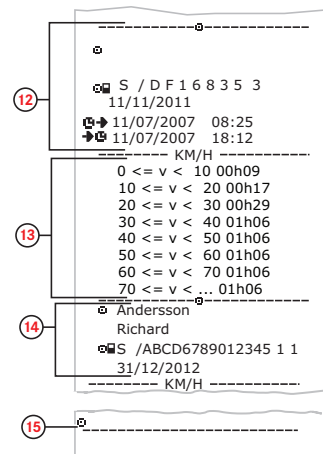 S / D F 1 6 8 3 5 3
11/11/2011
11/07/2007 08:25
11/07/2007 18:12
12
KM/H
0 <= v < 10 00h09
10 <= v < 20 00h17
20 <= v < 30 00h29
30 <= v < 40 01h06
40 <= v < 50 01h06
50 <= v < 60 01h06
60 <= v < 70 01h06
70 <= v < ... 01h06
13
Andersson
Richard
S /ABCD6789012345 1 1
31/12/2012
14
KM/H
15